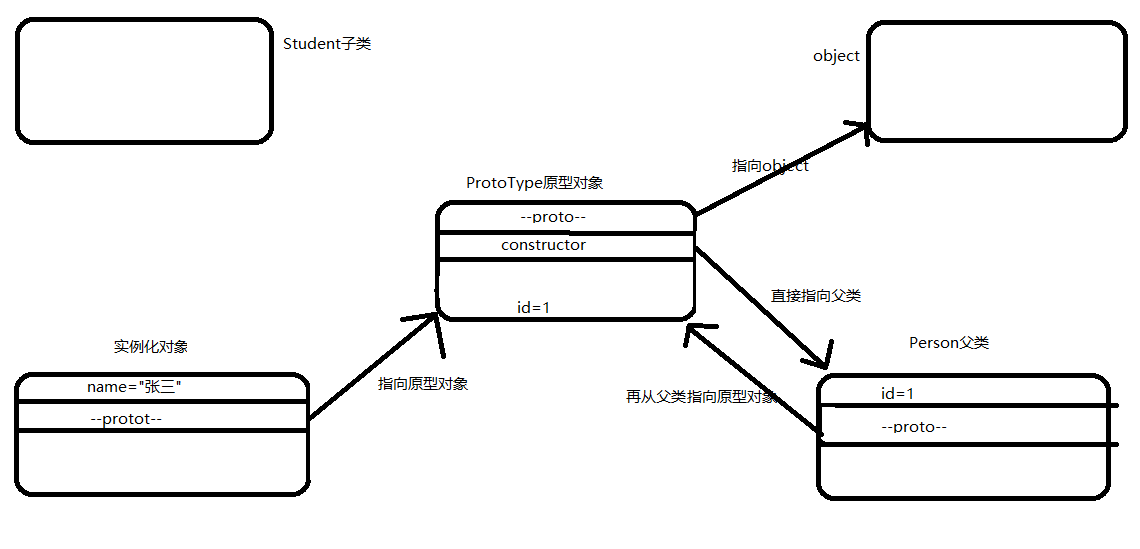 Student子类
object
指向object
ProtoType原型对象
--proto--
constructor
id=1
直接指向父类
实例化对象
name="张三"
--protot--
指向原型对象
再从父类指向原型对象
Person父类
id=1
--proto--